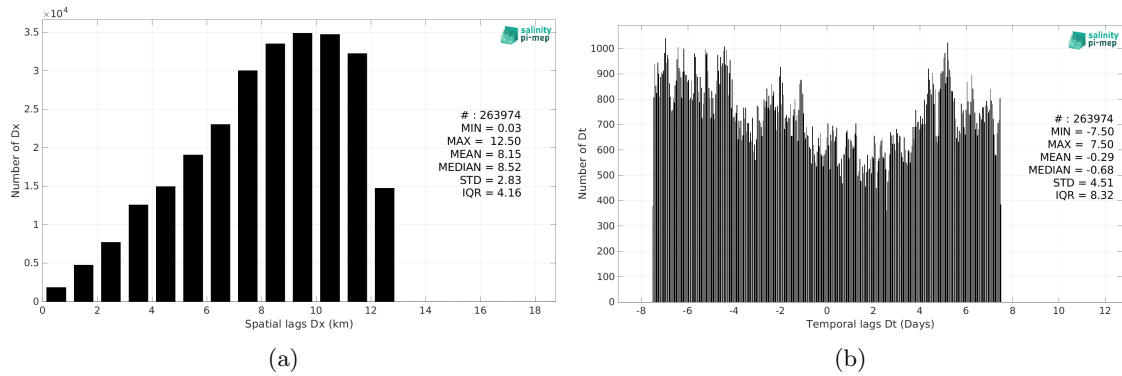 ×10⁴
3.5
3
2.5
2
1.5
1
0.5
0
Number of Dx
0 2 4 6 8 10 12 14 16 18
Spatial lags Dx (km)
salinity
pi-mep
# : 263974
MIN = 0.03
MAX = 12.50
MEAN = 8.15
MEDIAN = 8.52
STD = 2.83
IQR = 4.16
(a)
1000
900
800
700
600
500
400
300
200
100
0
Number of Dt
-8 -6 -4 -2 0 2 4 6 8 10 12
Temporal lags Dt (Days)
salinity
pi-mep
# : 263974
MIN = -7.50
MAX = 7.50
MEAN = -0.29
MEDIAN = -0.68
STD = 4.51
IQR = 8.32
(b)